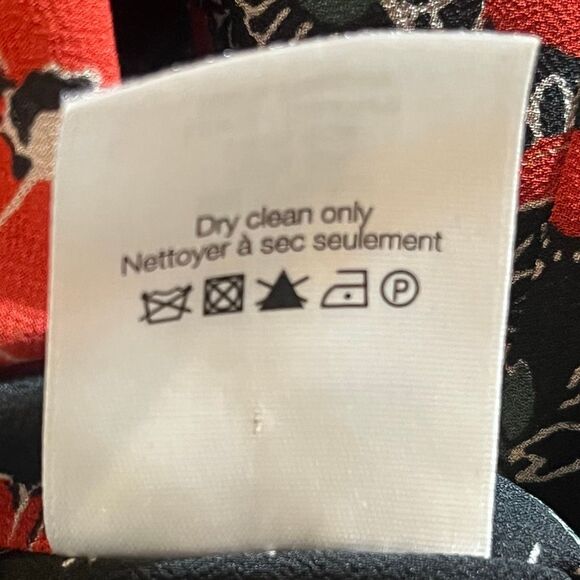 Dry clean only
Nettoyer à sec seulement
P